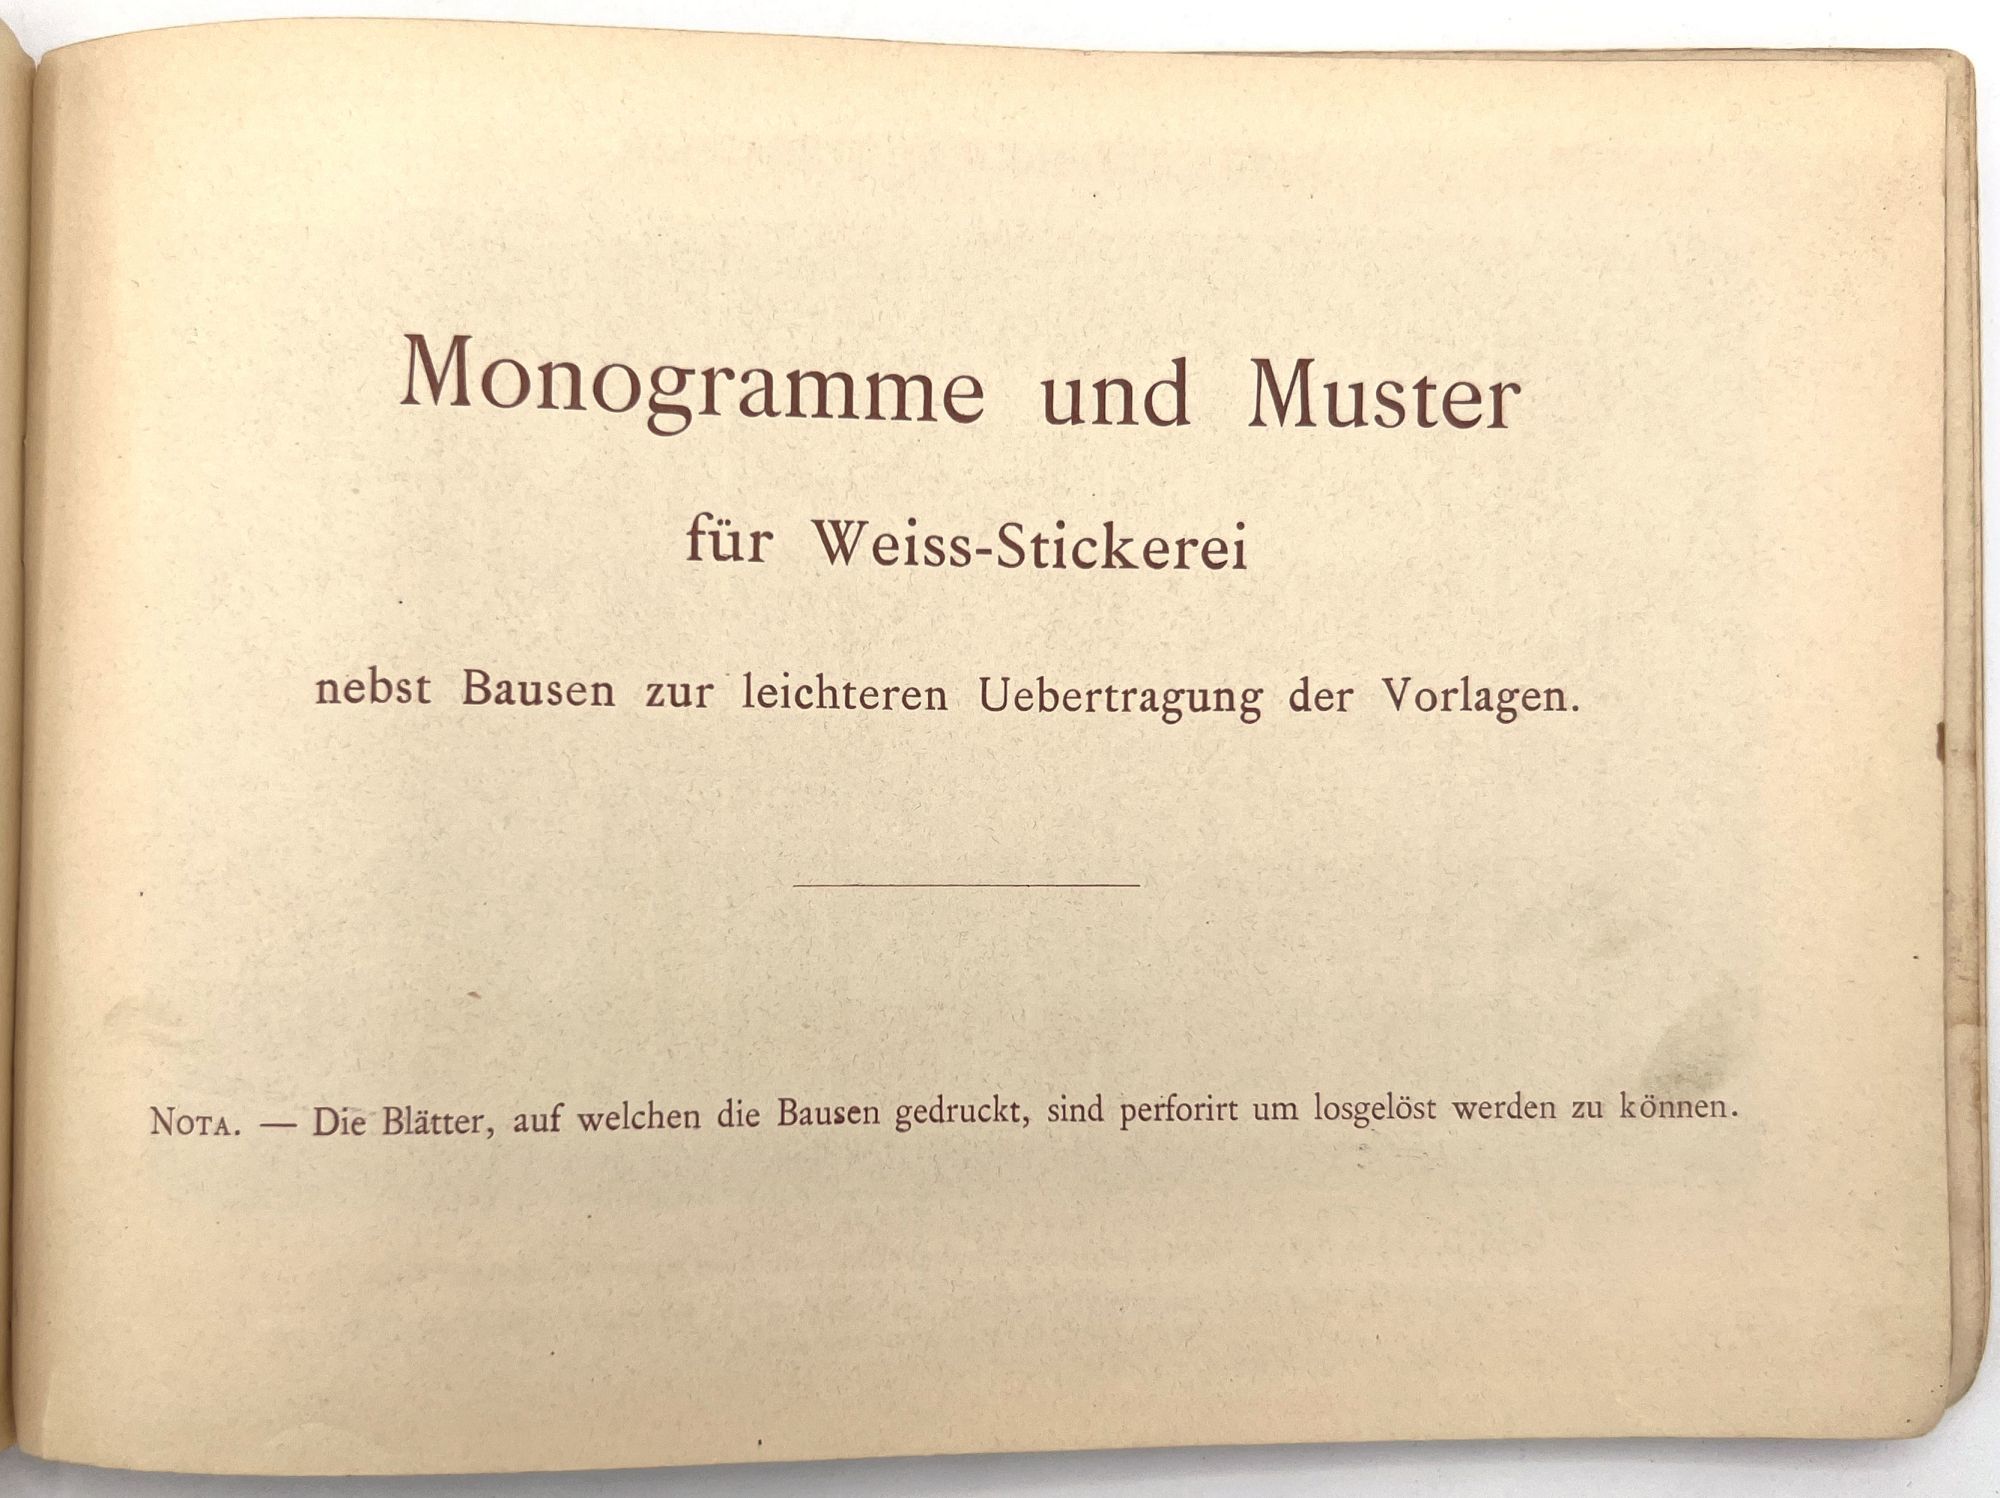 Monogramme und Muster
für Weiss-Stickerei
nebst Bausen zur leichteren Uebertragung der Vorlagen.
NOTA. — Die Blätter, auf welchen die Bausen gedruckt, sind perforirt um losgelöst werden zu können.